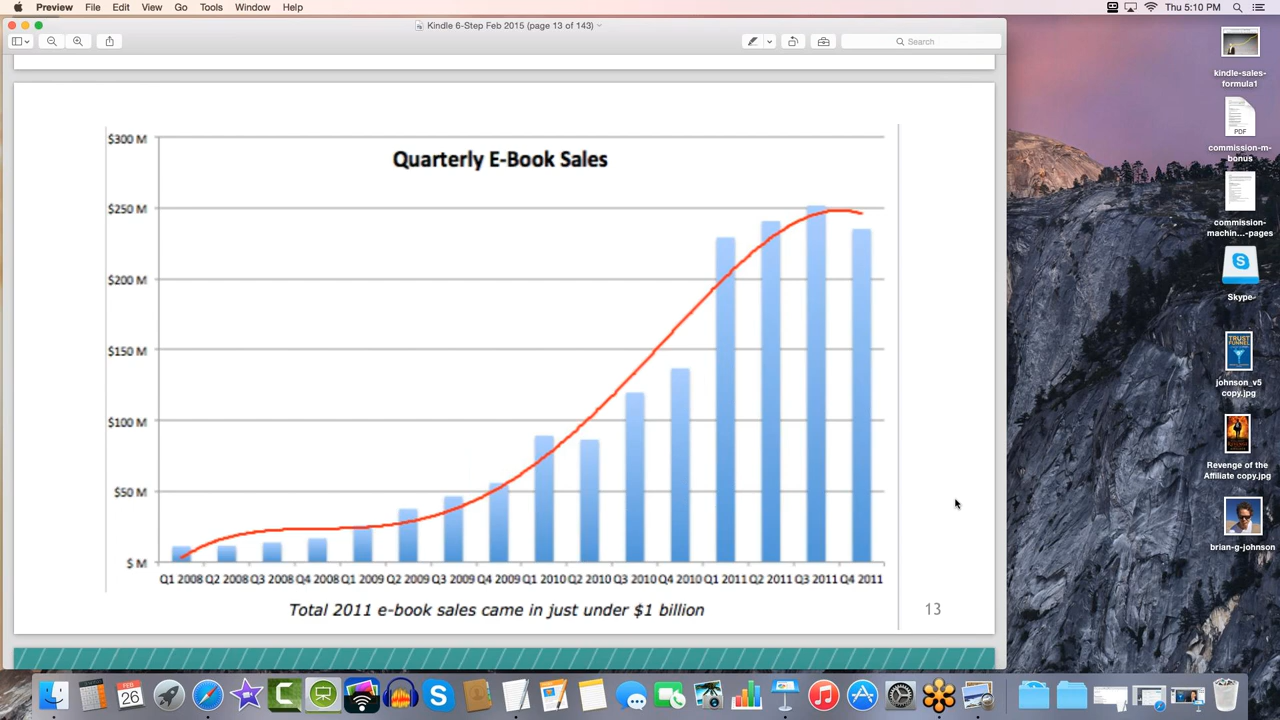 Preview File Edit View Go Tools Window Help Thu 5:10 PM
Kindle 6-Step Feb 2015 (page 13 of 143)
Search
Quarterly E-Book Sales
$300 M
$250 M
$200 M
$150 M
$100 M
$50 M
$ M
Q1 2008 Q2 2008 Q3 2008 Q4 2008 Q1 2009 Q2 2009 Q3 2009 Q4 2009 Q1 2010 Q2 2010 Q3 2010 Q4 2010 Q1 2011 Q2 2011 Q3 2011 Q4 2011
Total 2011 e-book sales came in just under $1 billion
13
kindle-sales-
formula1
PDF
commission-m-
bonus
commission-
machin...-pages
Skype-
TRUST
FUNNEL
johnson_v5
copy.jpg
Revenge of the
Affiliate copy.jpg
brian-g-johnson
FEB
26